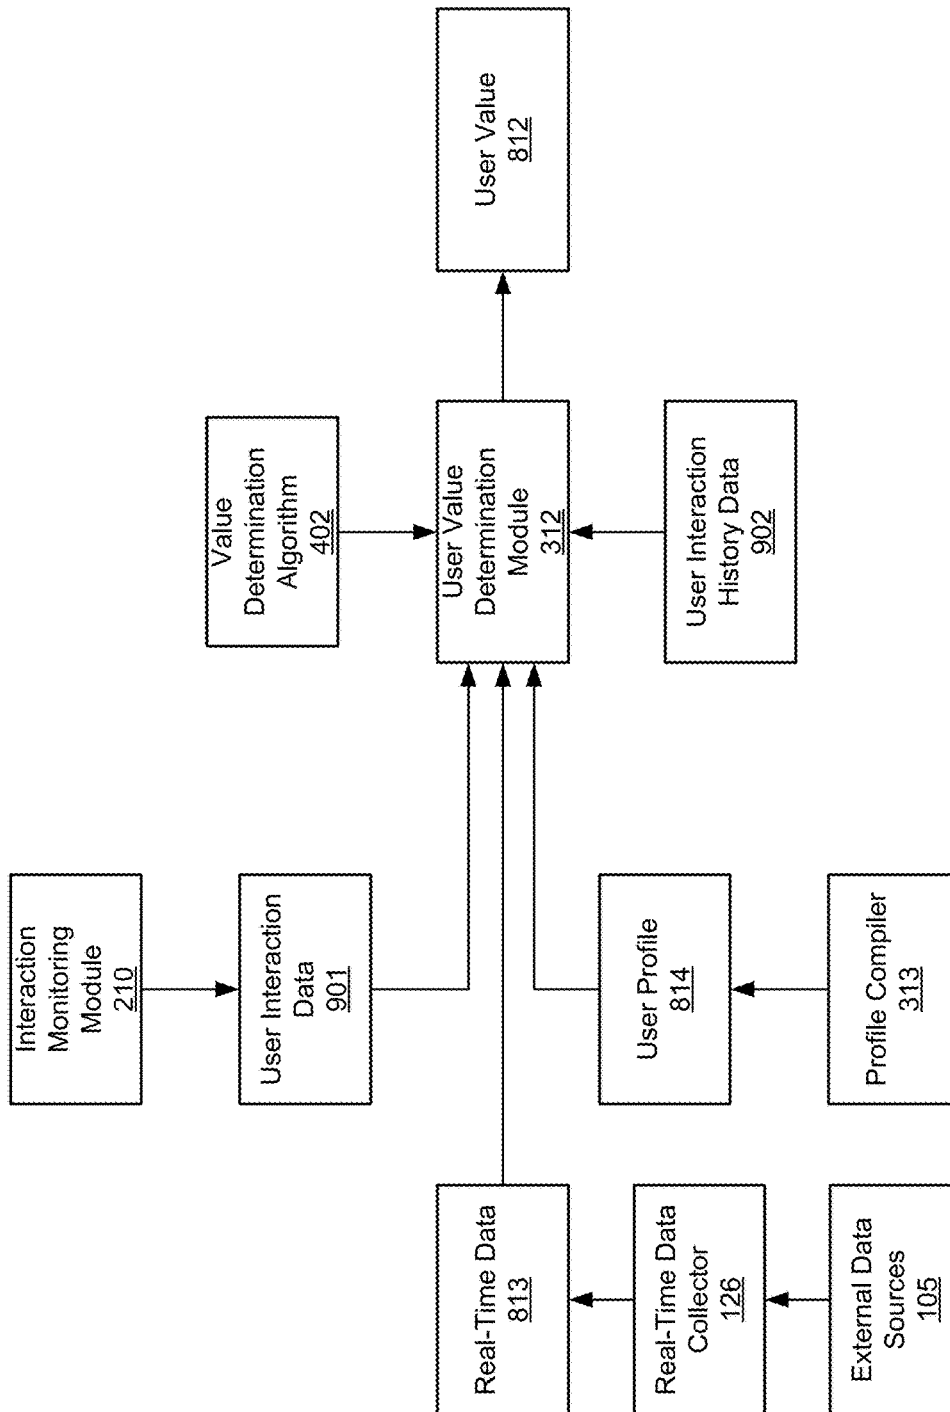 Interaction
Monitoring
Module
210
User Interaction
Data
901
Real-Time Data
813
Real-Time Data
Collector
126
External Data
Sources
105
User Profile
814
Profile Compiler
313
Value
Determination
Algorithm
402
User Value
Determination
Module
312
User Interaction
History Data
902
User Value
812